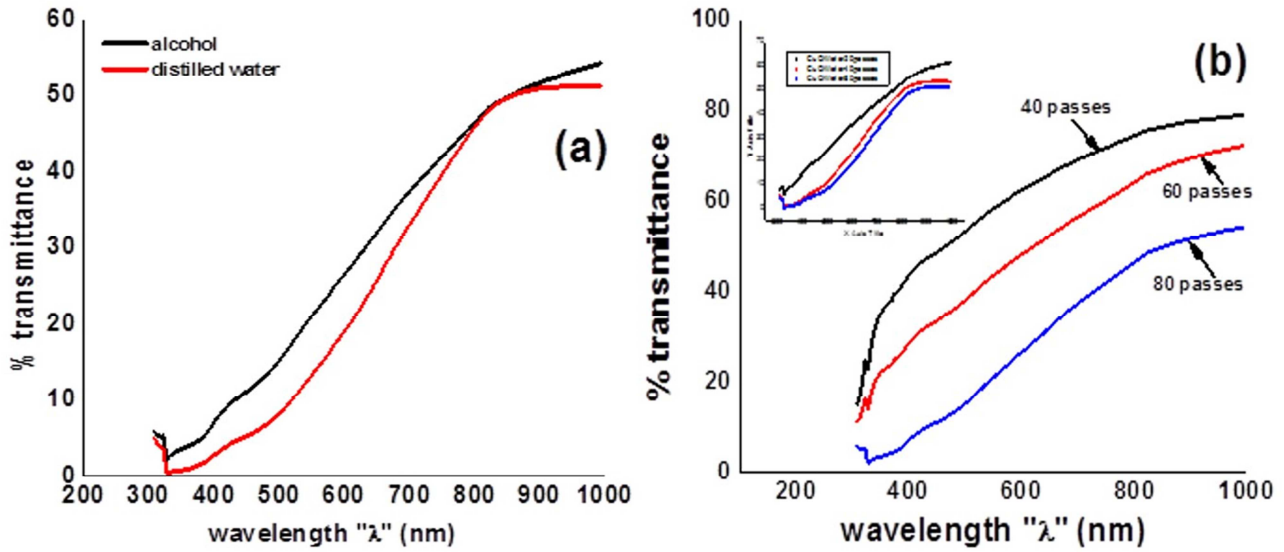 60
50
40
30
20
10
0
% transmittance
alcohol
distilled water
(a)
200 300 400 500 600 700 800 900 1000
wavelength "λ" (nm)
100
80
60
40
20
0
% transmittance
(b)
40 passes
60 passes
80 passes
X Axis Title
200 400 600 800 1000
wavelength "λ" (nm)